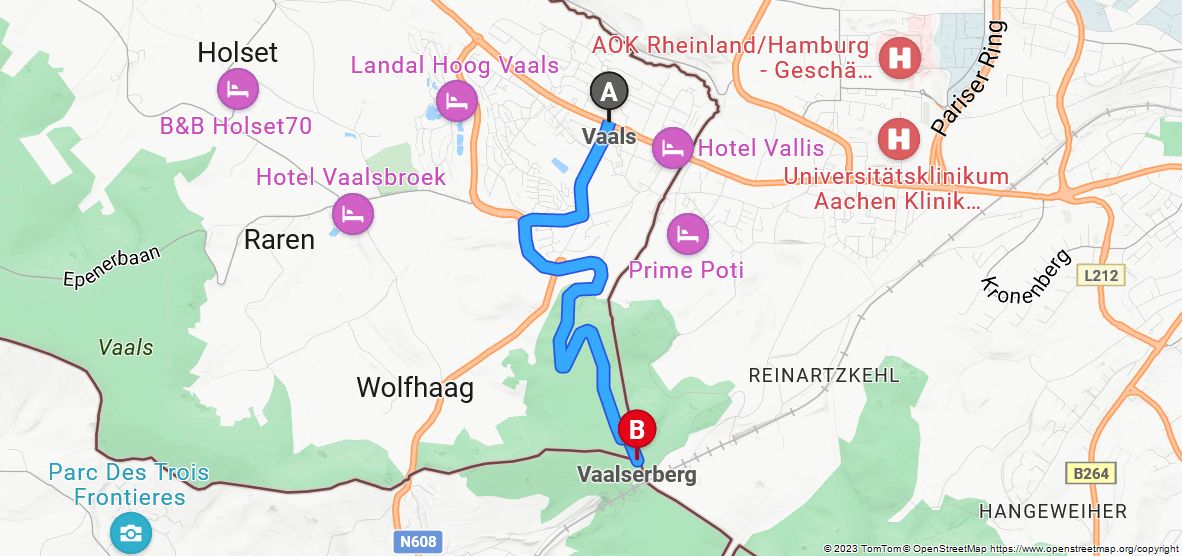 Holset
AOK Rheinland/Hamburg
- Geschä...
H
Pariser Ring
Landal Hoog Vaals
A
B&B Holset70
Vaals
Hotel Vallis
H
Universitätsklinikum
Aachen Klinik...
Hotel Vaalsbroek
Raren
Epenerbaan
Prime Poti
Kronenberg
L212
Vaals
Wolfhaag
REINARTZKEHL
B
Vaalserberg
Parc Des Trois
Frontieres
B264
HANGEWEIHER
N608
© 2023 TomTom © OpenStreetMap https://www.openstreetmap.org/copyright